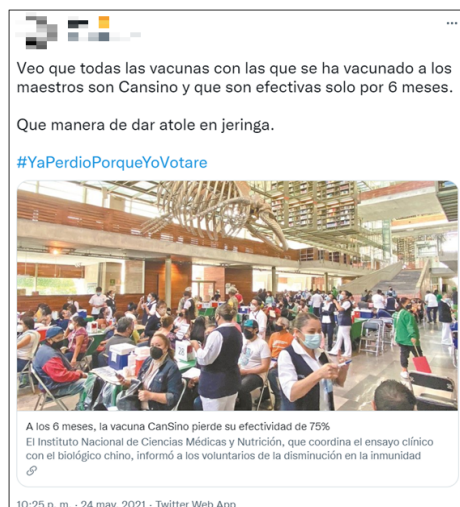 Veo que todas las vacunas con las que se ha vacunado a los
maestros son Cansino y que son efectivas solo por 6 meses.
Que manera de dar atole en jeringa.
#YaPerdioPorqueYoVotare
A los 6 meses, la vacuna CanSino pierde su efectividad de 75%
El Instituto Nacional de Ciencias Médicas y Nutrición, que coordina el ensayo clínico
con el biológico chino, informó a los voluntarios de la disminución en la inmunidad
10:25 p. m. · 24 may. 2021 · Twitter Web App